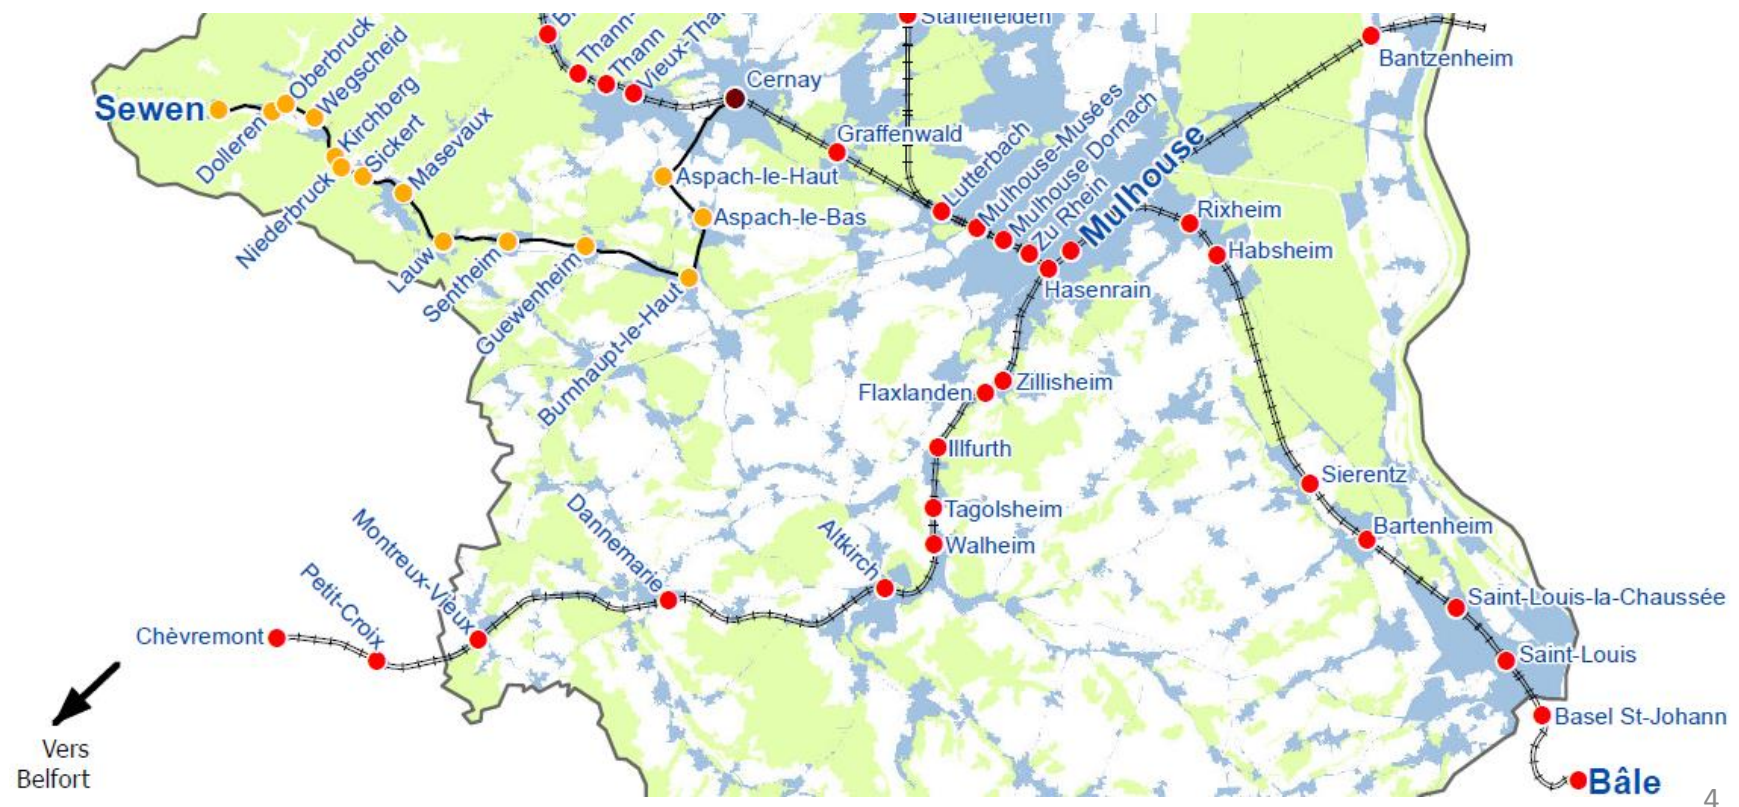 Staffelfelden
Bantzenheim
Thann
Cernay
Oberbruck
Wegscheid
Sewen
Dolleren
Kirchberg
Sickert
Masevaux
Niederbruck
Graffenwald
Lutterbach
Mulhouse-Musées
Mulhouse Dornach
Zu Rhein
Mulhouse
Aspach-le-Haut
Aspach-le-Bas
Rixheim
Habsheim
Lauw
Sentheim
Guewenheim
Burnhaupt-le-Haut
Hasenrain
Zillisheim
Flaxlanden
Illfurth
Sierentz
Tagolsheim
Bartenheim
Walheim
Dannemarie
Altkirch
Montreux-Vieux
Petit-Croix
Chèvremont
Saint-Louis-la-Chaussée
Saint-Louis
Basel St-Johann
Bâle
Vers
Belfort
4